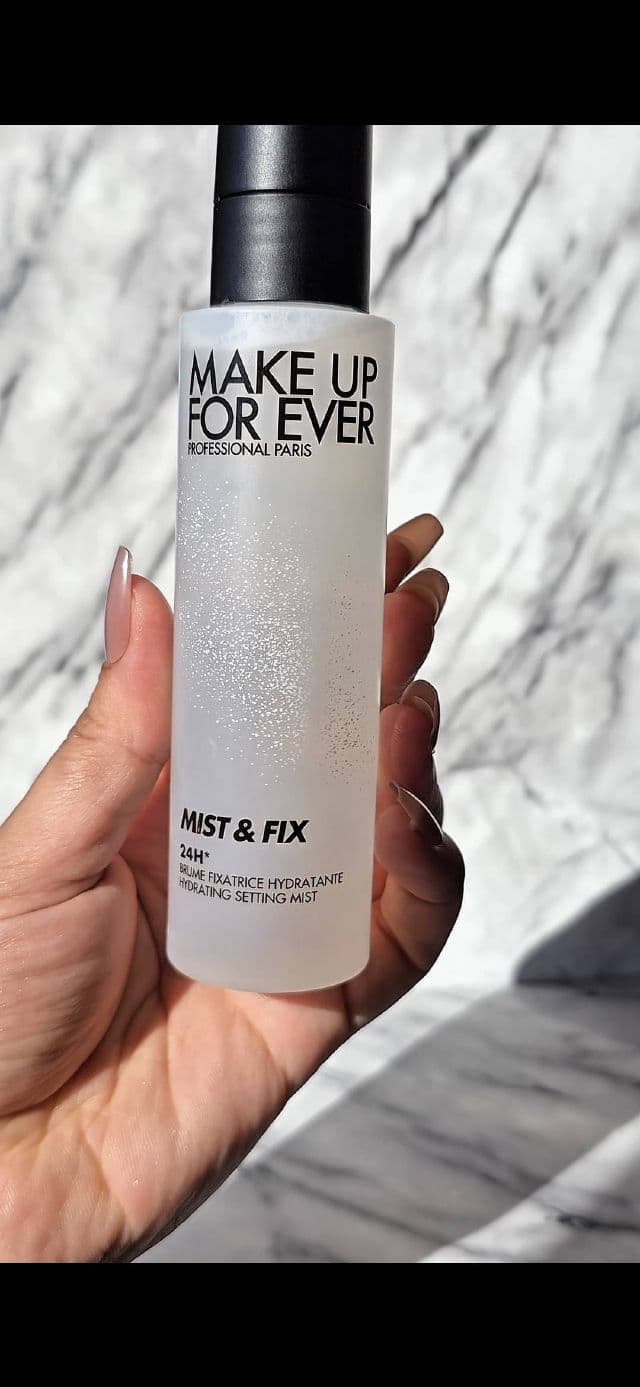 MAKE UP
FOR EVER
PROFESSIONAL PARIS
MIST & FIX
24H*
BRUME FIXATRICE HYDRATANTE
HYDRATING SETTING MIST